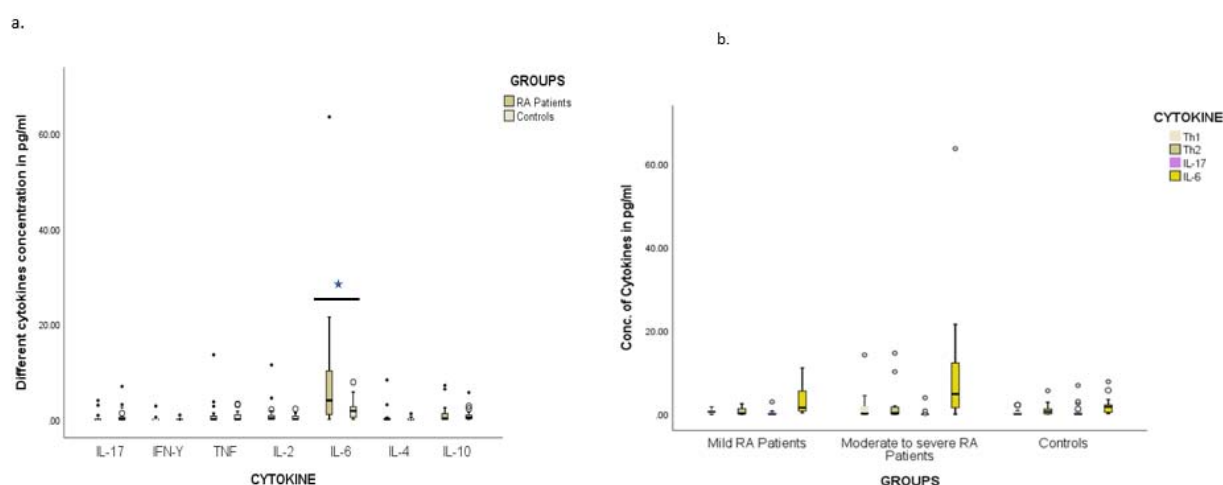 a.
Different cytokines concentration in pg/ml
60.00
40.00
20.00
.00
GROUPS
RA Patients
Controls
IL-17 IFN-Y TNF IL-2 IL-6 IL-4 IL-10
CYTOKINE
b.
Conc. of Cytokines in pg/ml
60.00
40.00
20.00
.00
CYTOKINE
Th1
Th2
IL-17
IL-6
Mild RA Patients Moderate to severe RA Controls
Patients
GROUPS